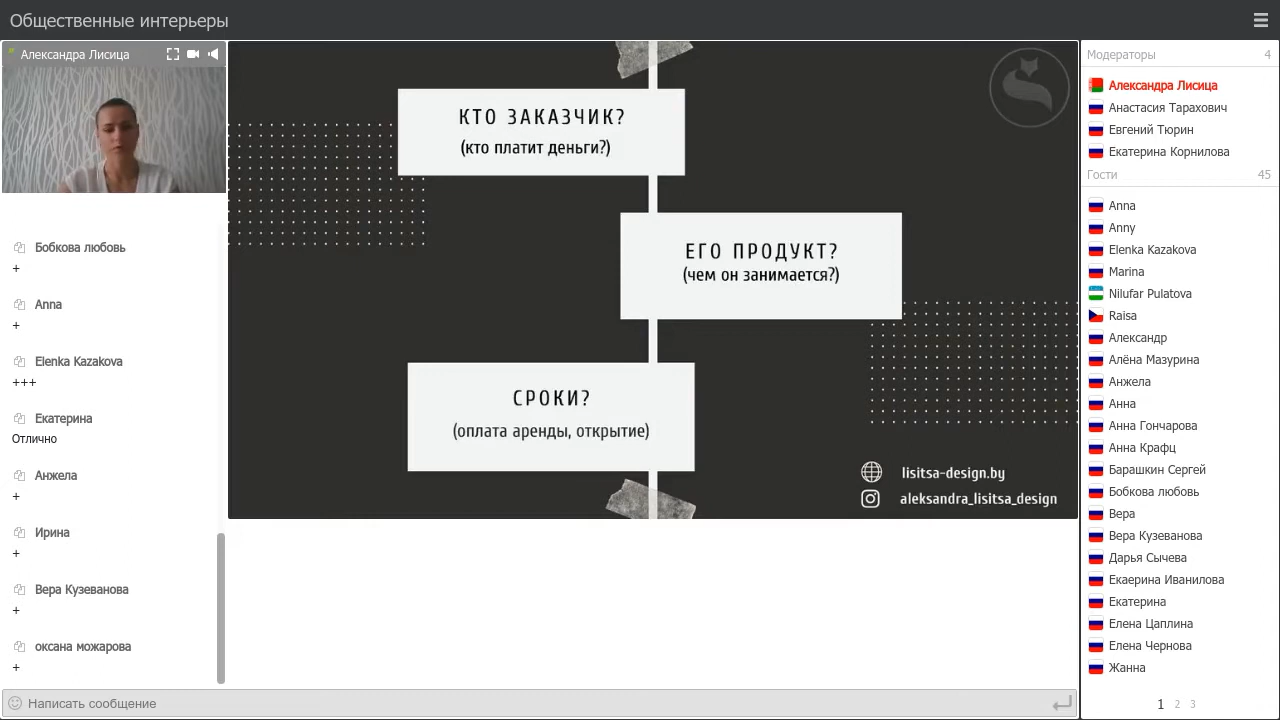 Общественные интерьеры
Александра Лисица
Бобкова любовь
+
Anna
+
Elenka Kazakova
+++
Екатерина
Отлично
Анжела
+
Ирина
+
Вера Кузеванова
+
оксана можарова
+
Написать сообщение
КТО ЗАКАЗЧИК?
(кто платит деньги?)
ЕГО ПРОДУКТ?
(чем он занимается?)
СРОКИ?
(оплата аренды, открытие)
lisitsa-design.by
aleksandra_lisitsa_design
Модераторы 4
Александра Лисица
Анастасия Тарахович
Евгений Тюрин
Екатерина Корнилова
Гости 45
Anna
Anny
Elenka Kazakova
Marina
Nilufar Pulatova
Raisa
Александр
Алёна Мазурина
Анжела
Анна
Анна Гончарова
Анна Крафц
Барашкин Сергей
Бобкова любовь
Вера
Вера Кузеванова
Дарья Сычева
Екаерина Иванилова
Екатерина
Елена Цаплина
Елена Чернова
Жанна
1 2 3